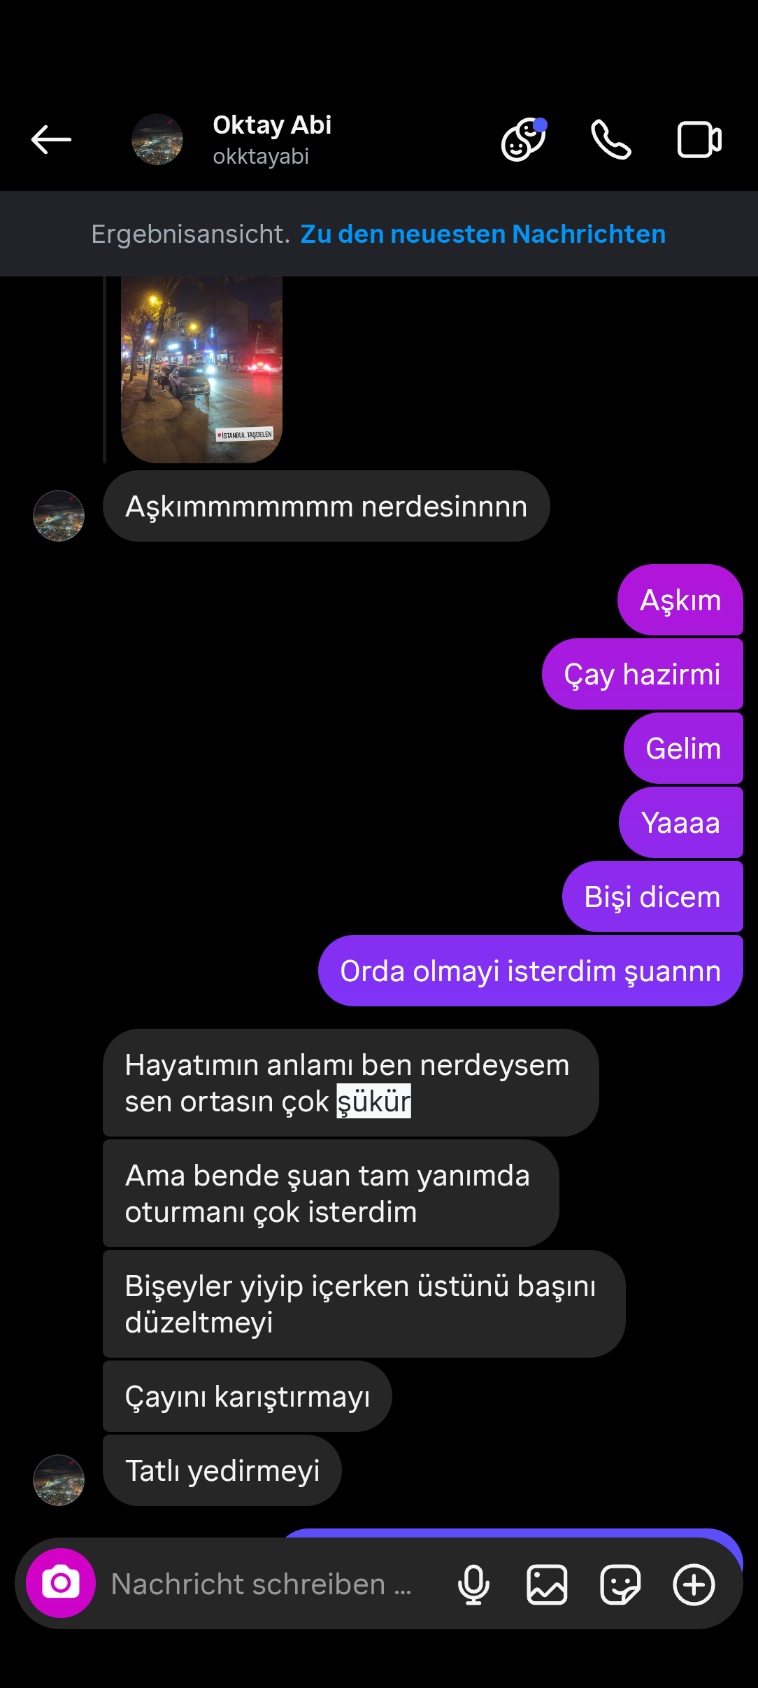 Oktay Abi
okktayabi
Ergebnisansicht. Zu den neuesten Nachrichten
İSTANBUL TAŞDELEN
Aşkımmmmmmm nerdesinnnn
Aşkım
Çay hazirmi
Gelim
Yaaaa
Bişi dicem
Orda olmayi isterdim şuannn
Hayatımın anlamı ben nerdeysem
sen ortasın çok şükür
Ama bende şuan tam yanımda
oturmanı çok isterdim
Bişeyler yiyip içerken üstünü başını
düzeltmeyi
Çayını karıştırmayı
Tatlı yedirmeyi
Nachricht schreiben ...